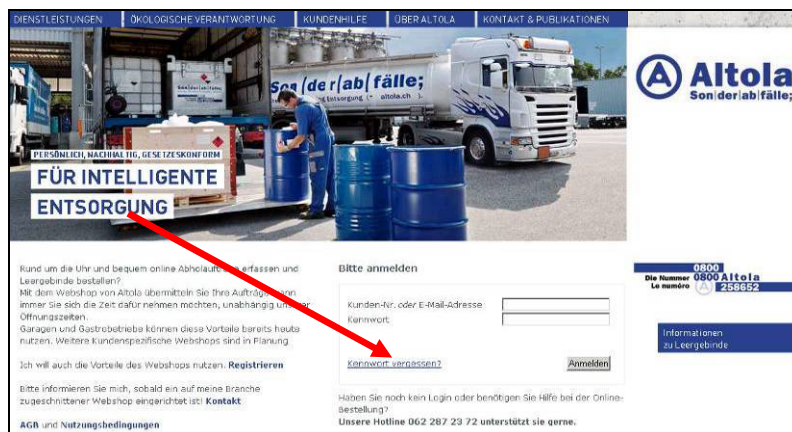 DIENSTLEISTUNGEN
ÖKOLOGISCHE VERANTWORTUNG
KUNDENHILFE
ÜBER ALTOLA
KONTAKT & PUBLIKATIONEN
Son|de r|ab|fälle;
Entsorgung altola.ch
Altola
Son|der|ab|fälle;
PERSÖNLICH, NACHHALTIG, GESETZESKONFORM
FÜR INTELLIGENTE
ENTSORGUNG
Rund um die Uhr und bequem online erfassen und
Leergebinde bestellen?
Mit dem Webshop von Altola übermitteln Sie Ihre Aufträge
immer Sie sich die Zeit dafür nehmen möchten, unabhängig
Öffnungszeiten.
Garagen und Gastrobetriebe können diese Vorteile bereits heute
nutzen. Weitere Kundenspezifische Webshops sind in Planung
Ich will auch die Vorteile des Webshops nutzen. Registrieren
Bitte informieren Sie mich, sobald ein auf meine Branche
zugeschnittener Webshop eingerichtet ist! Kontakt
AGB und Nutzungsbedingungen
Bitte anmelden
Kunden-Nr. oder E-Mail-Adresse
Kennwort
Kennwort vergessen?
Anmelden
Haben Sie noch kein Login oder benötigen Sie Hilfe bei der Online-
Bestellung?
Unsere Hotline 062 287 23 72 unterstützt sie gerne.
0800
Die Nummer 0800 Altola
Le numéro 258652
Informationen
zu Leergebinde